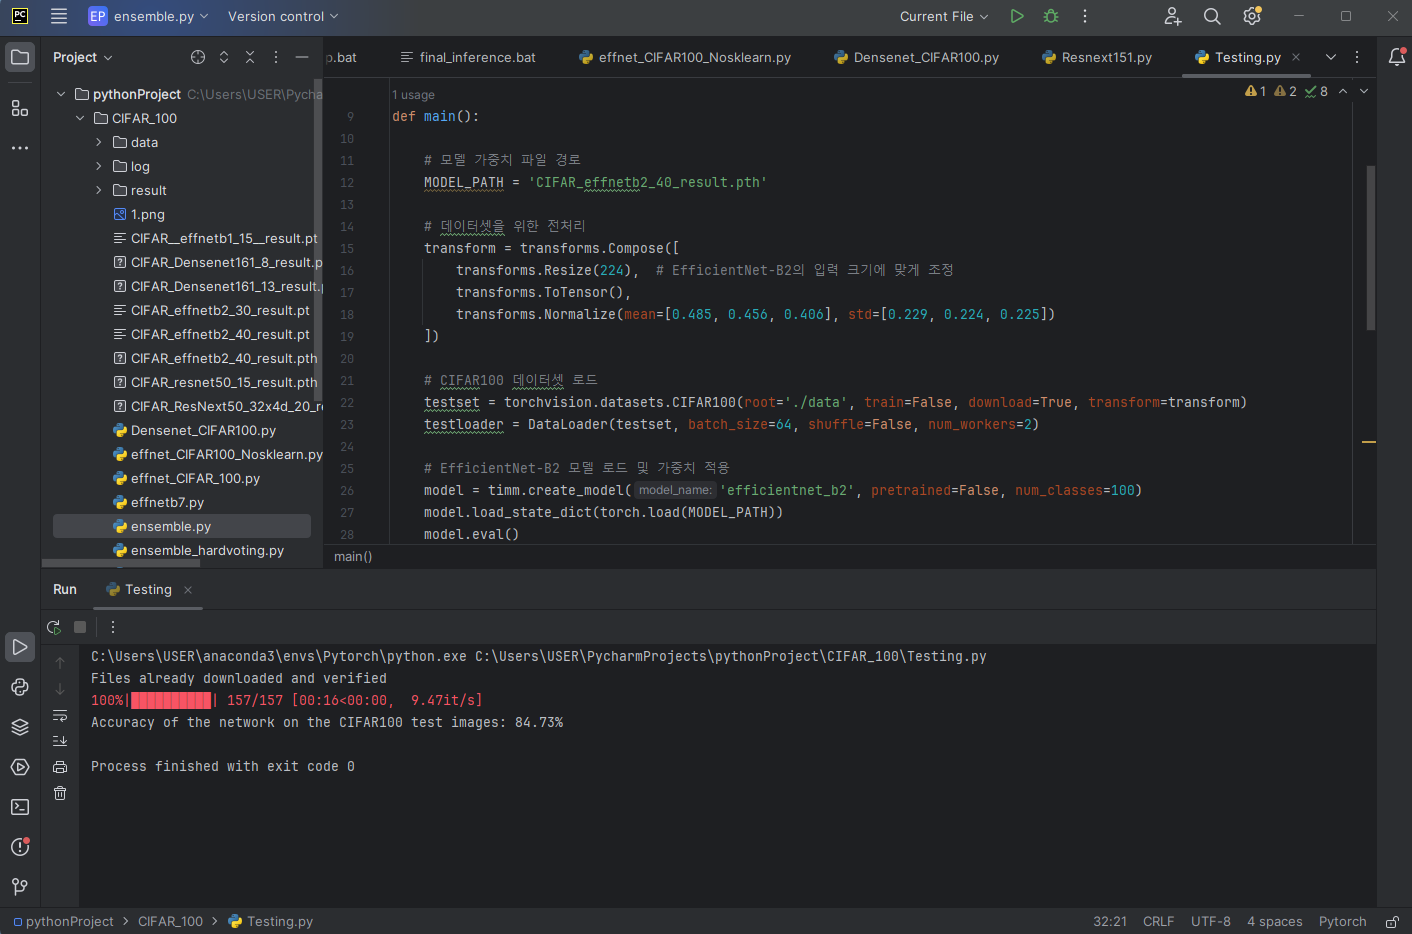 PC
EP ensemble.py
Version control
Current File
Project
p.bat
final_inference.bat
effnet_CIFAR100_Nosklearn.py
Densenet_CIFAR100.py
Resnext151.py
Testing.py
pythonProject C:\Users\USER\Pycha
CIFAR_100
data
log
result
1.png
CIFAR__effnetb1_15__result.pt
CIFAR_Densenet161_8_result.p
CIFAR_Densenet161_13_result.p
CIFAR_effnetb2_30_result.pt
CIFAR_effnetb2_40_result.pt
CIFAR_effnetb2_40_result.pth
CIFAR_resnet50_15_result.pth
CIFAR_ResNext50_32x4d_20_re
Densenet_CIFAR100.py
effnet_CIFAR100_Nosklearn.py
effnet_CIFAR_100.py
effnetb7.py
ensemble.py
ensemble_hardvoting.py
1 usage
1 2 8
9 def main():
10
11 # 모델 가중치 파일 경로
12 MODEL_PATH = 'CIFAR_effnetb2_40_result.pth'
13
14 # 데이터셋을 위한 전처리
15 transform = transforms.Compose([
16 transforms.Resize(224),  # EfficientNet-B2의 입력 크기에 맞게 조정
17 transforms.ToTensor(),
18 transforms.Normalize(mean=[0.485, 0.456, 0.406], std=[0.229, 0.224, 0.225])
19 ])
20
21 # CIFAR100 데이터셋 로드
22 testset = torchvision.datasets.CIFAR100(root='./data', train=False, download=True, transform=transform)
23 testloader = DataLoader(testset, batch_size=64, shuffle=False, num_workers=2)
24
25 # EfficientNet-B2 모델 로드 및 가중치 적용
26 model = timm.create_model( model_name: 'efficientnet_b2', pretrained=False, num_classes=100)
27 model.load_state_dict(torch.load(MODEL_PATH))
28 model.eval()
main()
Run
Testing
C:\Users\USER\anaconda3\envs\Pytorch\python.exe C:\Users\USER\PycharmProjects\pythonProject\CIFAR_100\Testing.py
Files already downloaded and verified
100%|██████████| 157/157 [00:16<00:00,  9.47it/s]
Accuracy of the network on the CIFAR100 test images: 84.73%
Process finished with exit code 0
pythonProject > CIFAR_100 > Testing.py
32:21 CRLF UTF-8 4 spaces Pytorch